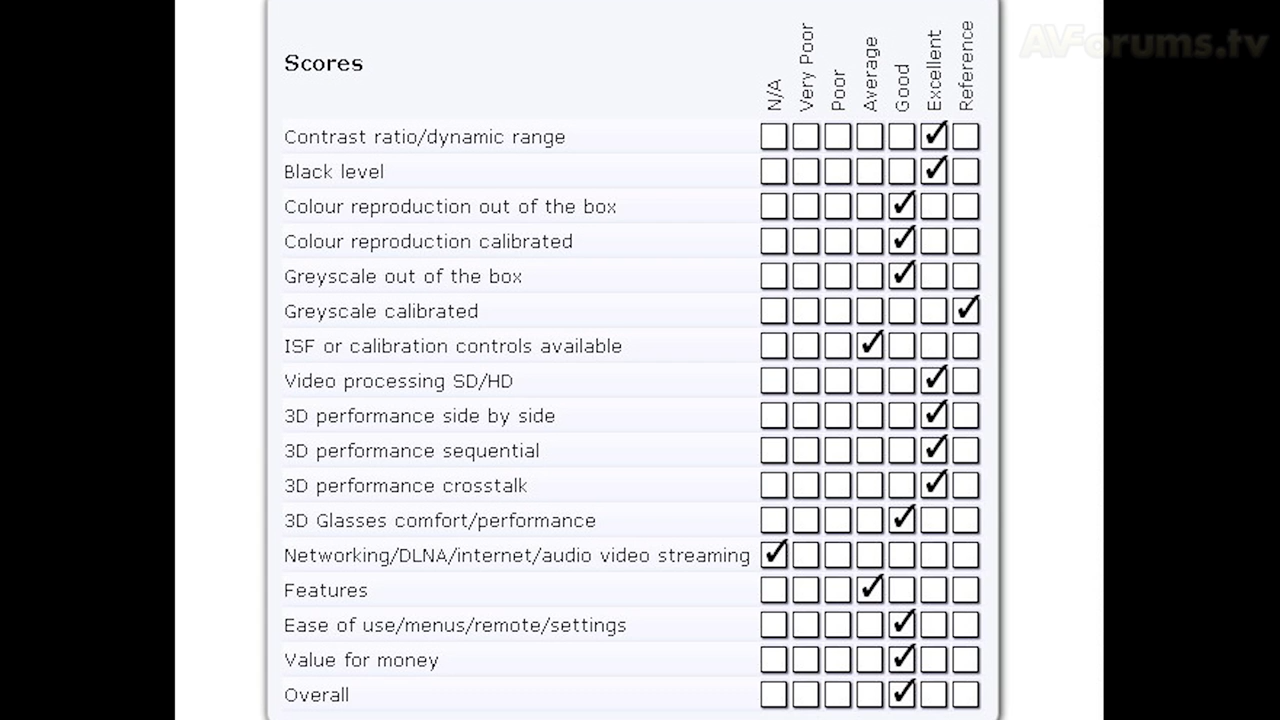 AVForums.tv
Scores
N/A
Very Poor
Poor
Average
Good
Excellent
Reference
Contrast ratio/dynamic range
Black level
Colour reproduction out of the box
Colour reproduction calibrated
Greyscale out of the box
Greyscale calibrated
ISF or calibration controls available
Video processing SD/HD
3D performance side by side
3D performance sequential
3D performance crosstalk
3D Glasses comfort/performance
Networking/DLNA/internet/audio video streaming
Features
Ease of use/menus/remote/settings
Value for money
Overall